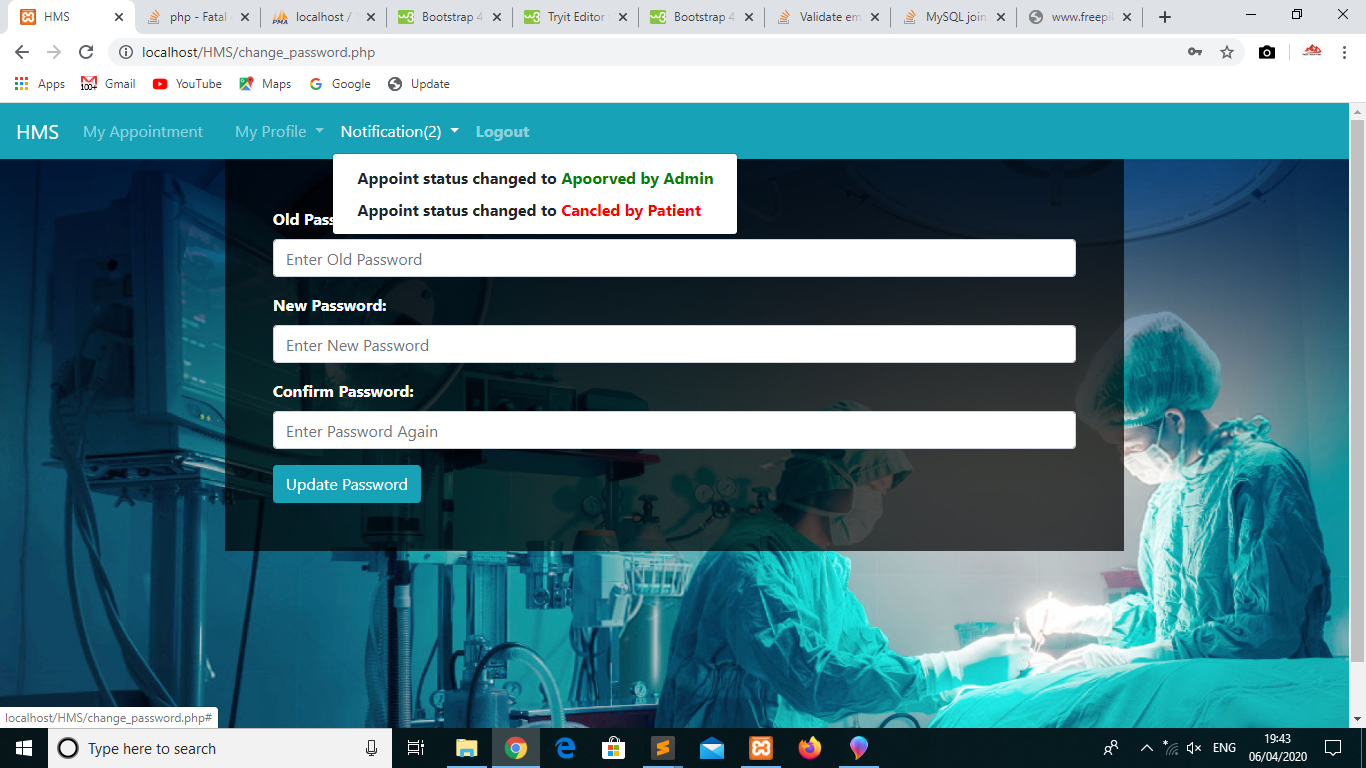 HMS
php - Fatal
localhost /
Bootstrap 4
Tryit Editor
Bootstrap 4
Validate em
MySQL join
www.freepi
localhost/HMS/change_password.php
Apps
100+
Gmail
YouTube
Maps
Google
Update
HMS
My Appointment
My Profile
Notification(2)
Logout
Appoint status changed to Apoorved by Admin
Appoint status changed to Cancled by Patient
Old Pass
Enter Old Password
New Password:
Enter New Password
Confirm Password:
Enter Password Again
Update Password
localhost/HMS/change_password.php#
Type here to search
ENG
19:43
06/04/2020